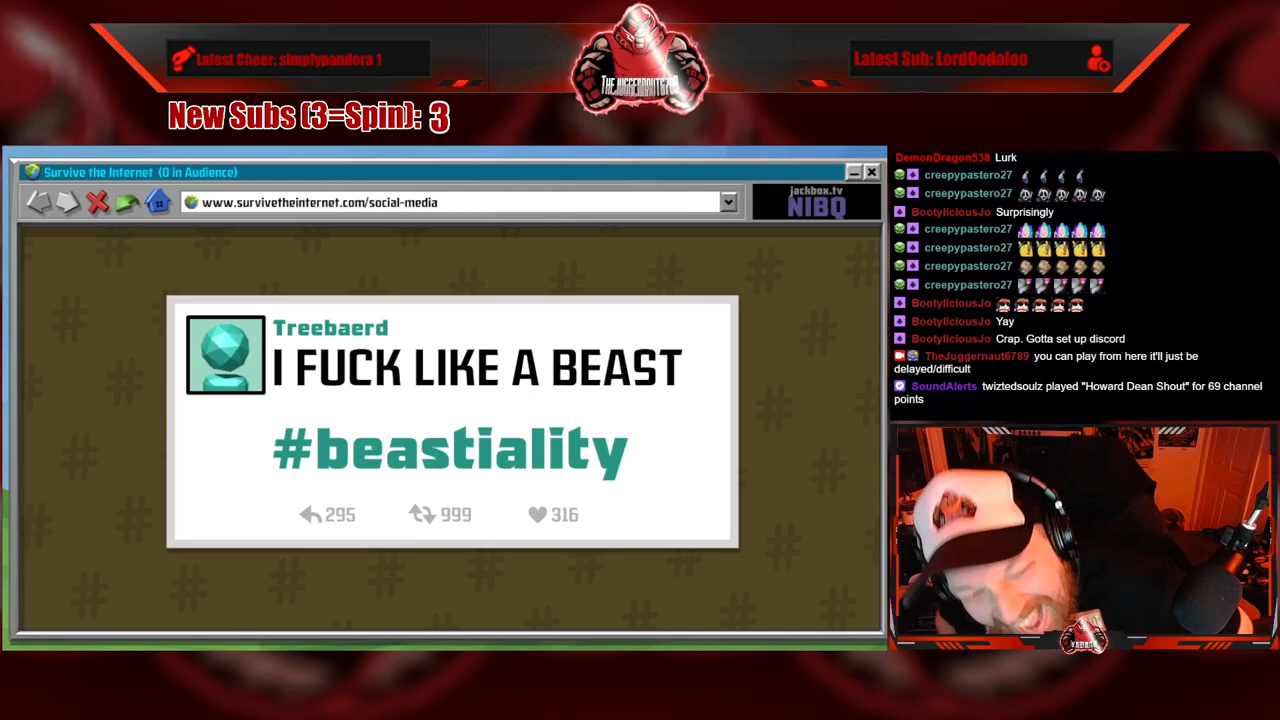 Latest Cheer: simplypandora 1
Latest Sub: LordOodaloo
New Subs (3=Spin): 3
Survive the Internet (0 in Audience)
www.survivetheinternet.com/social-media
jackbox.tv
NIBQ
Treebaerd
I FUCK LIKE A BEAST
#beastiality
295
999
316
DemonDragon538 Lurk
creepypastero27
creepypastero27
BootyliciousJo Surprisingly
creepypastero27
creepypastero27
creepypastero27
creepypastero27
BootyliciousJo
BootyliciousJo Yay
BootyliciousJo Crap. Gotta set up discord
TheJuggernaut6789 you can play from here it'll just be
delayed/difficult
SoundAlerts twiztedsoulz played "Howard Dean Shout" for 69 channel
points